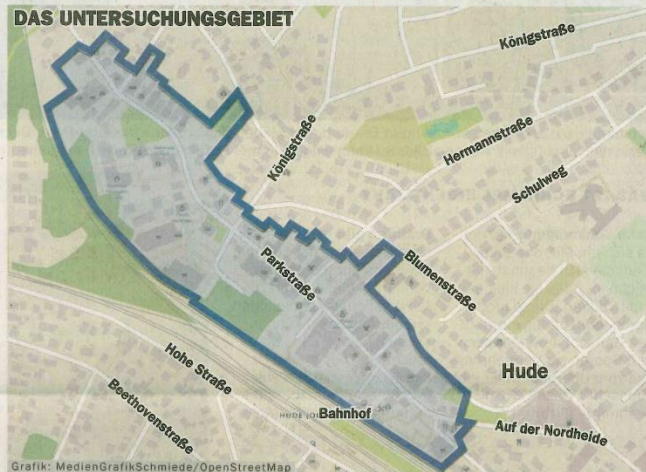 DAS UNTERSUCHUNGSGEBIET
Königstraße
Königstraße
Hermannstraße
Schulweg
Parkstraße
Blumenstraße
Hohe Straße
Hude
Beethovenstraße
Bahnhof
HUDE (O
Auf der Nordheide
Grafik: MedienGrafikSchmiede/OpenStreetMap